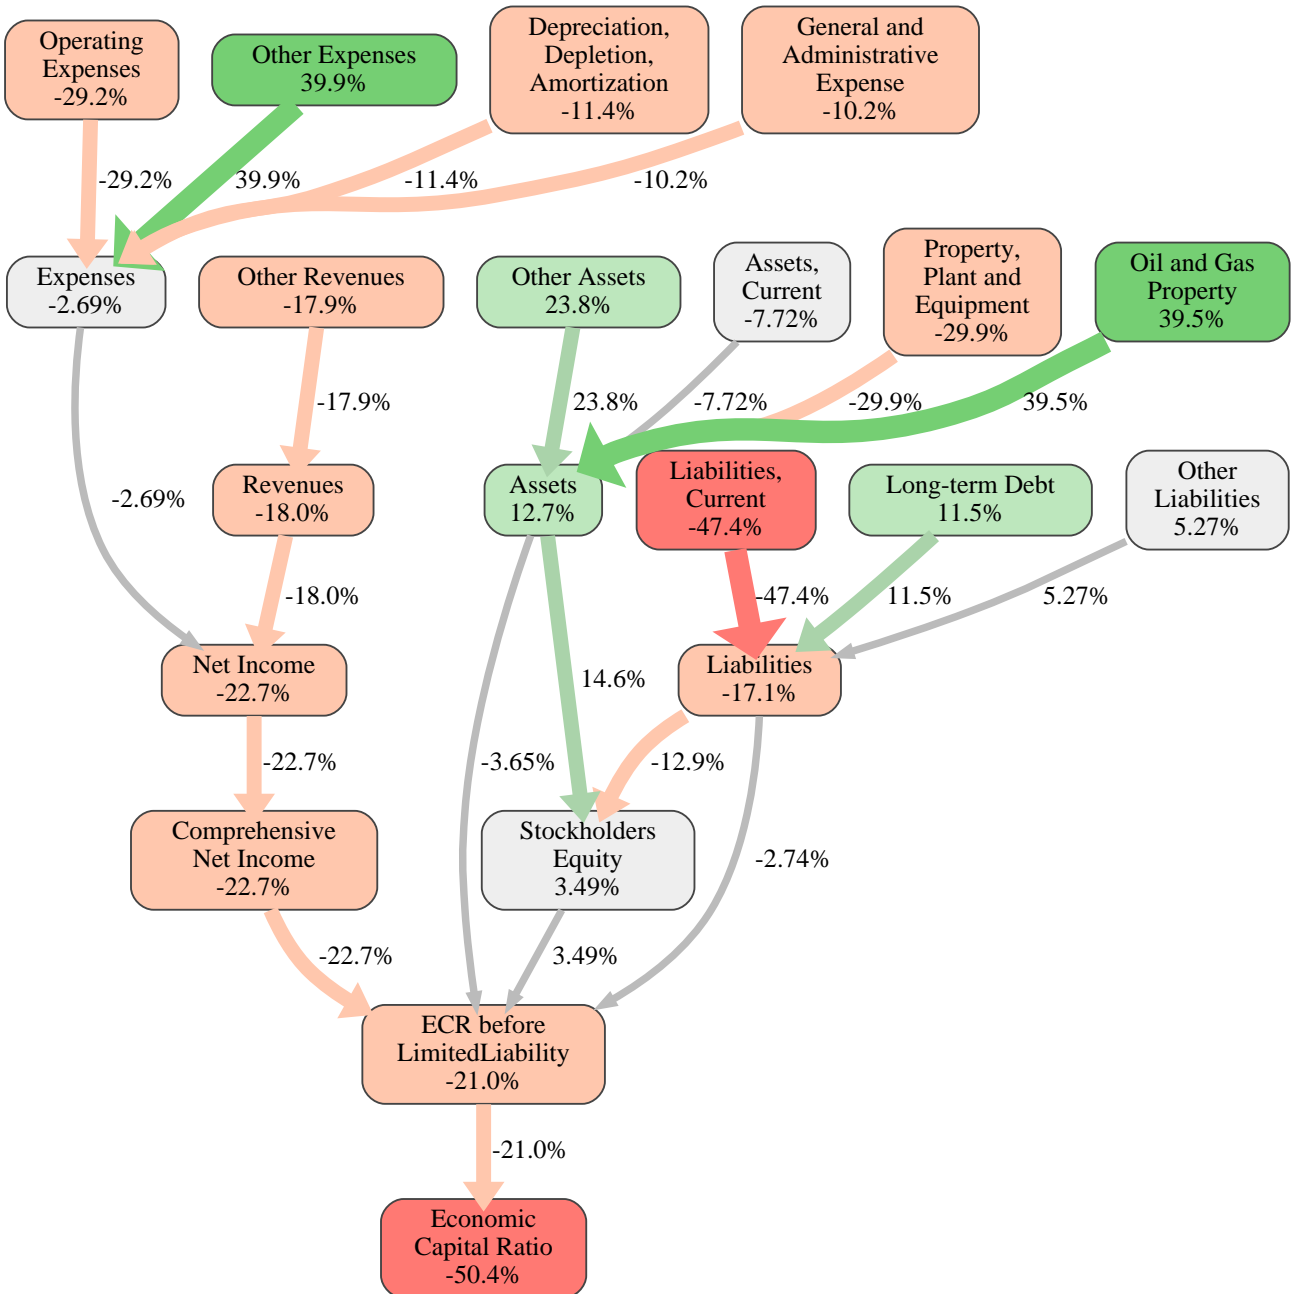 Operating
Expenses
-29.2%
Other Expenses
39.9%
Depreciation,
Depletion,
Amortization
-11.4%
General and
Administrative
Expense
-10.2%
-29.2%
39.9%
-11.4%
-10.2%
Expenses
-2.69%
Other Revenues
-17.9%
Other Assets
23.8%
Assets,
Current
-7.72%
Property,
Plant and
Equipment
-29.9%
Oil and Gas
Property
39.5%
-17.9%
23.8%
-7.72%
-29.9%
39.5%
-2.69%
Revenues
-18.0%
Assets
12.7%
Liabilities,
Current
-47.4%
Long-term Debt
11.5%
Other
Liabilities
5.27%
-18.0%
-47.4%
11.5%
5.27%
Net Income
-22.7%
14.6%
Liabilities
-17.1%
-22.7%
-3.65%
-12.9%
Comprehensive
Net Income
-22.7%
Stockholders
Equity
3.49%
-2.74%
-22.7%
3.49%
ECR before
LimitedLiability
-21.0%
-21.0%
Economic
Capital Ratio
-50.4%